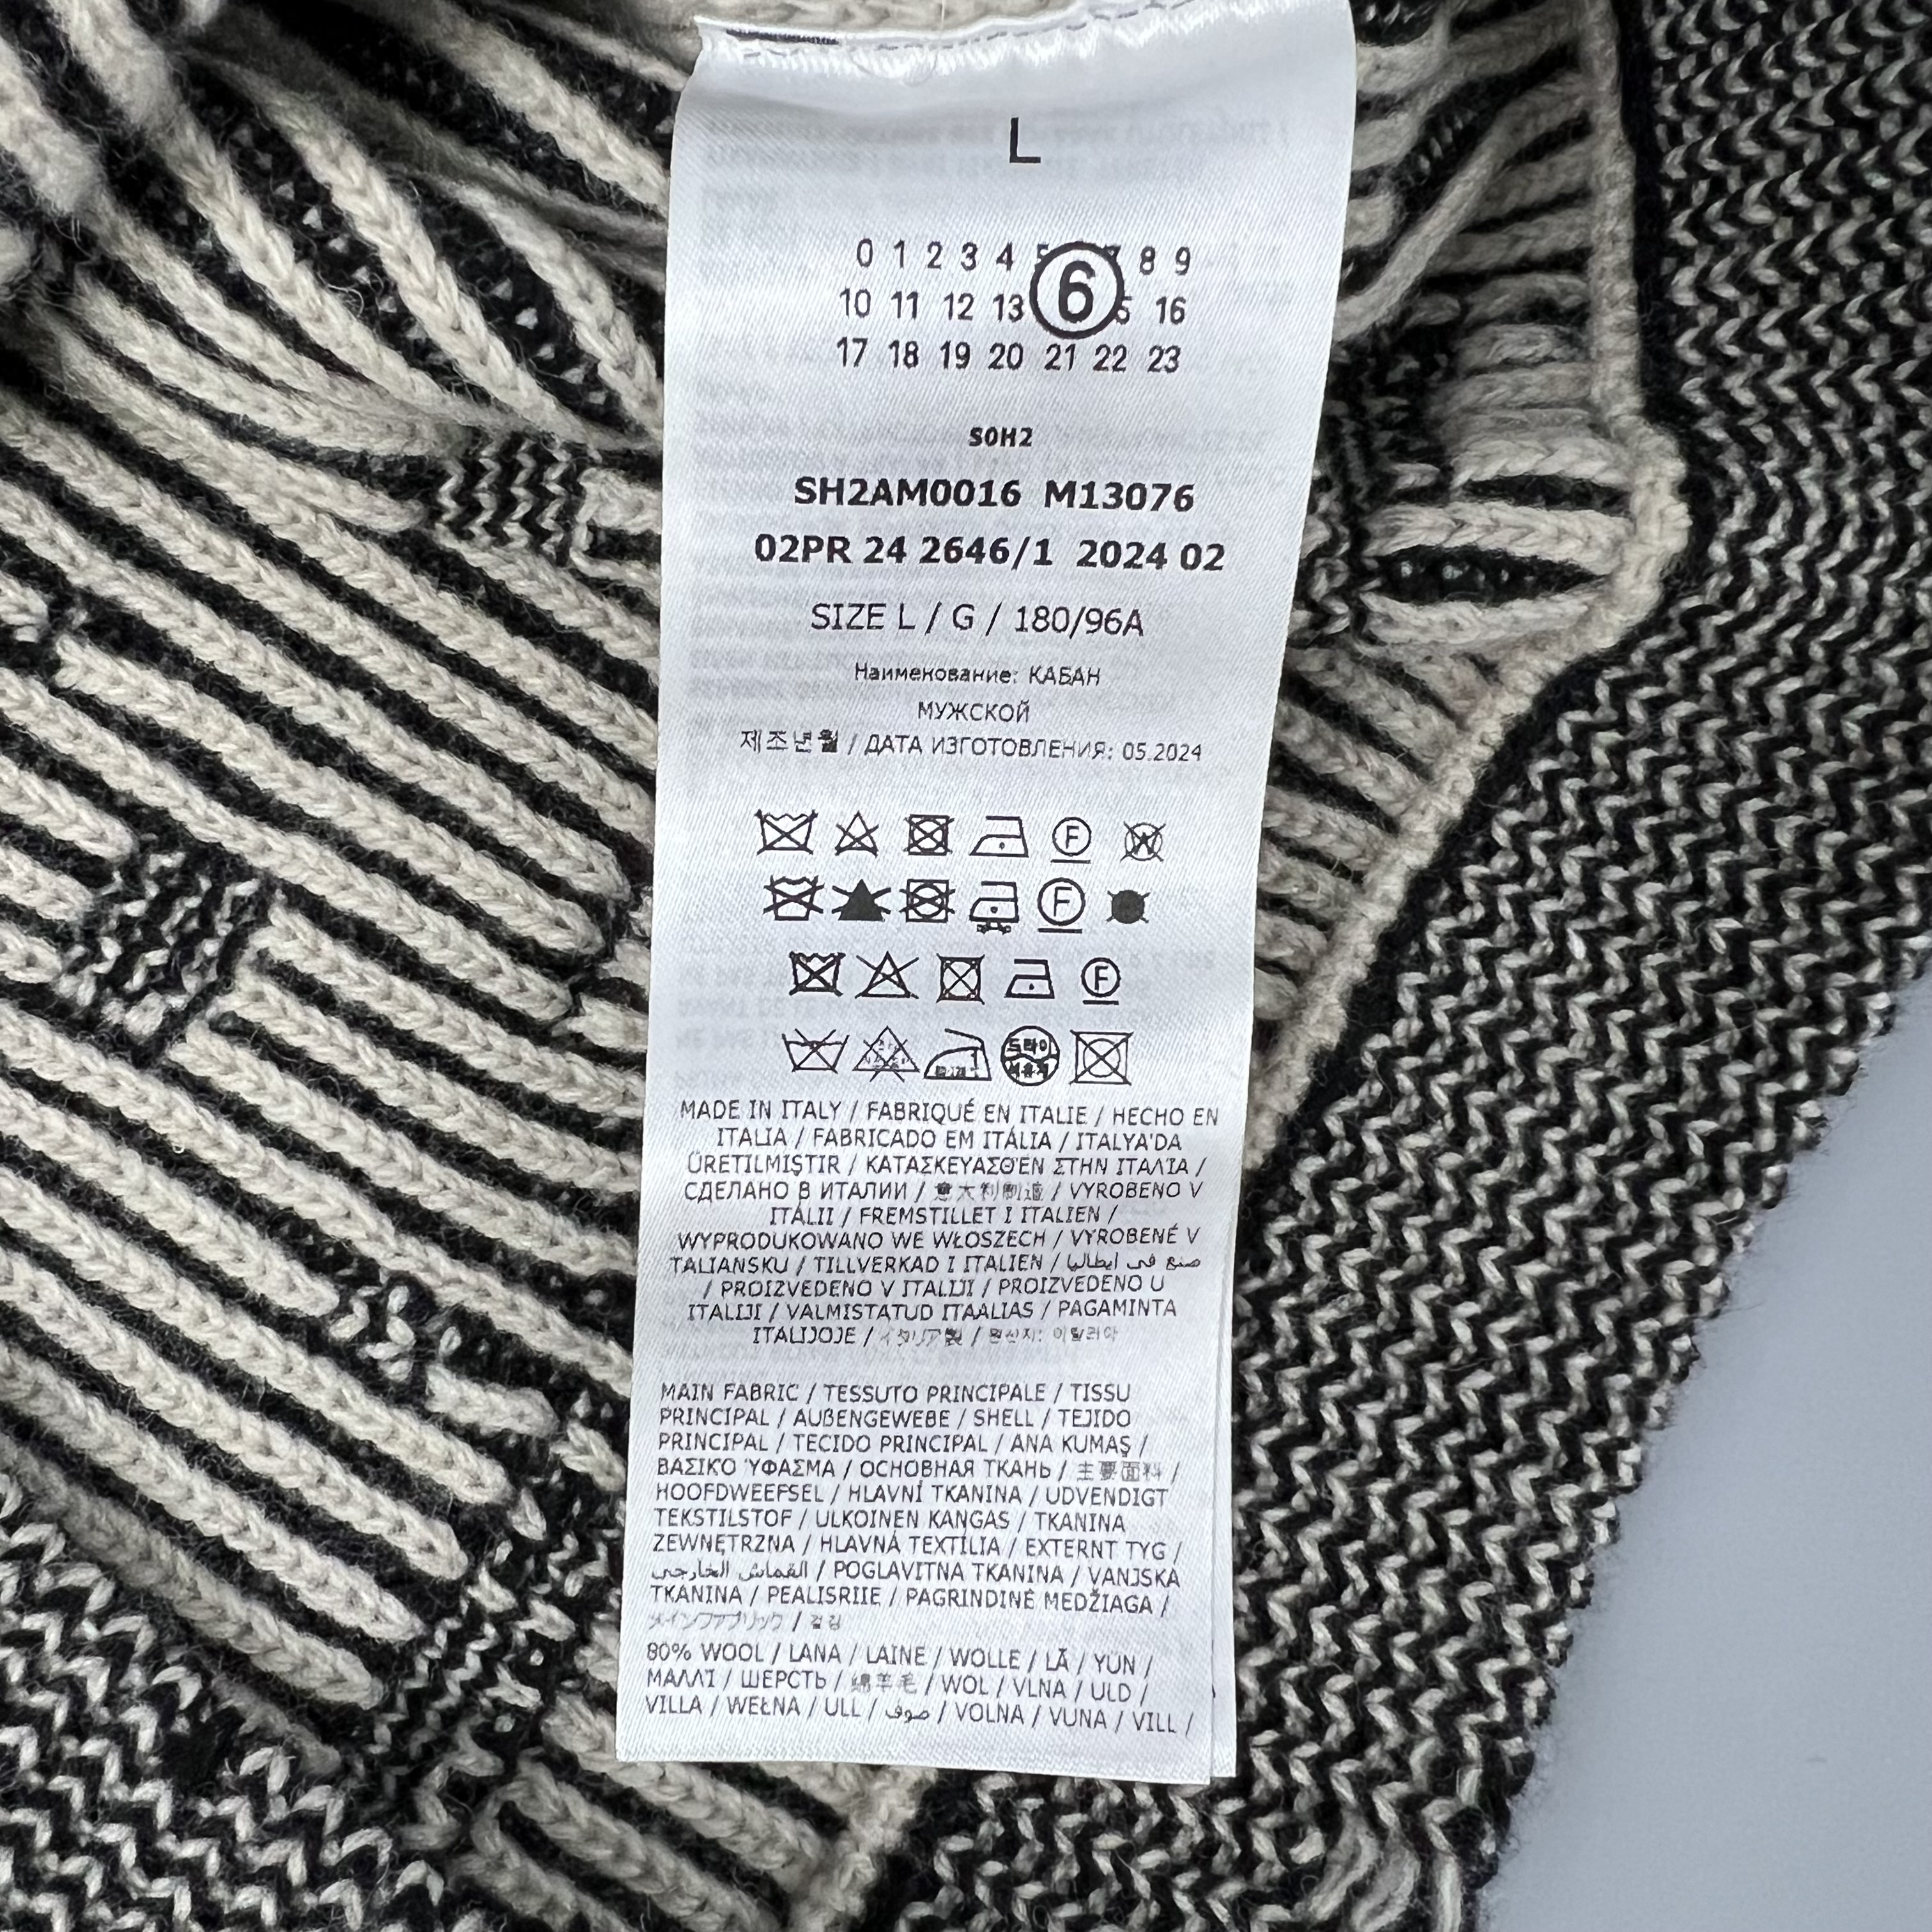 L
0 1 2 3 4 5 7 8 9
6
10 11 12 13 5 16
17 18 19 20 21 22 23
S0H2
SH2AM0016 M13076
02PR 24 2646/1 2024 02
SIZE L / G / 180/96A
Наименование: КАБАН
МУЖСКОЙ
제조년월 / ДАТА ИЗГОТОВЛЕНИЯ: 05.2024
F W
F
F
드라이
석유계
MADE IN ITALY / FABRIQUÉ EN ITALIE / HECHO EN
ITALIA / FABRICADO EM ITÁLIA / ITALYA'DA
ÜRETILMIŞTIR / ΚΑΤΑΣΚΕΥΑΣΘΈΝ ΣΤΗΝ ΙΤΑΛΊΑ /
СДЕЛАНО В ИТАЛИИ / 意大利制造 / VYROBENO V
ITÁLII / FREMSTILLET I ITALIEN /
WYPRODUKOWANO WE WŁOSZECH / VYROBENÉ V
TALIANSKU / TILLVERKAD I ITALIEN / صنع في ايطاليا
/ PROIZVEDENO V ITALIJI / PROIZVEDENO U
ITALIJI / VALMISTATUD ITAALIAS / PAGAMINTA
ITALIJOJE / イタリア製 / 원산지: 이탈리아
MAIN FABRIC / TESSUTO PRINCIPALE / TISSU
PRINCIPAL / AUßENGEWEBE / SHELL / TEJIDO
PRINCIPAL / TECIDO PRINCIPAL / ANA KUMAŞ /
ΒΑΣΙΚΌ ΎΦΑΣΜΑ / ОСНОВНАЯ ТКАНЬ / 主要面料 /
HOOFDWEEFSEL / HLAVNÍ TKANINA / UDVENDIGT
TEKSTILSTOF / ULKOINEN KANGAS / TKANINA
ZEWNĘTRZNA / HLAVNÁ TEXTÍLIA / EXTERNT TYG /
القماش الخارجي / POGLAVITNA TKANINA / VANJSKA
TKANINA / PEALISRIIE / PAGRINDINĖ MEDŽIAGA /
メインファブリック / 겉감
80% WOOL / LANA / LAINE / WOLLE / LÃ / YUN /
ΜΑΛΛΊ / ШЕРСТЬ / 绵羊毛 / WOL / VLNA / ULD /
VILLA / WEŁNA / ULL / صوف / VOLNA / VUNA / VILL /